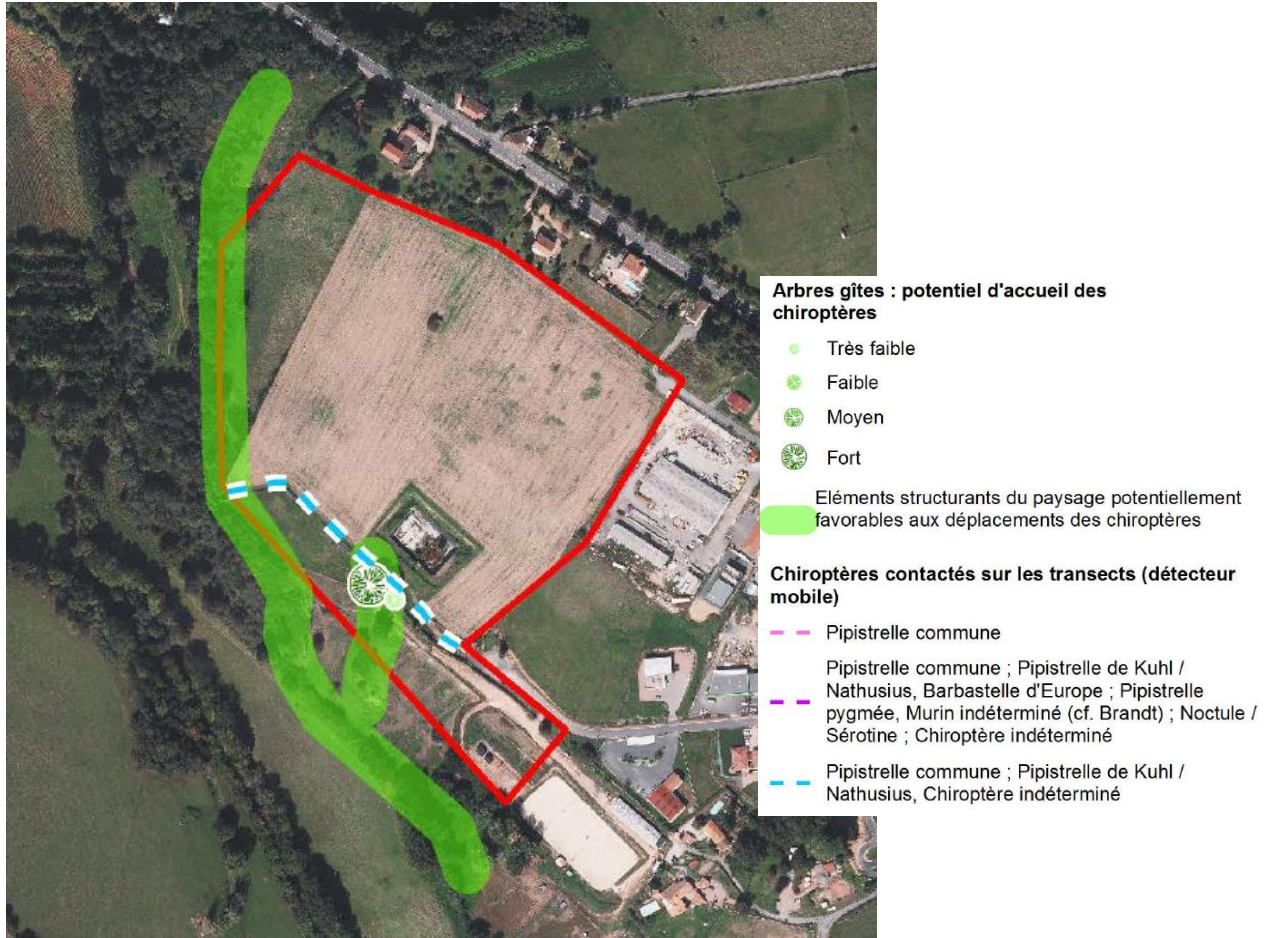 Arbres gîtes : potentiel d'accueil des
chiroptères
Très faible
Faible
Moyen
Fort
Eléments structurants du paysage potentiellement
favorables aux déplacements des chiroptères
Chiroptères contactés sur les transects (détecteur
mobile)
Pipistrelle commune
Pipistrelle commune ; Pipistrelle de Kuhl /
Nathusius, Barbastelle d'Europe ; Pipistrelle
pygmée, Murin indéterminé (cf. Brandt) ; Noctule /
Sérotine ; Chiroptère indéterminé
Pipistrelle commune ; Pipistrelle de Kuhl /
Nathusius, Chiroptère indéterminé